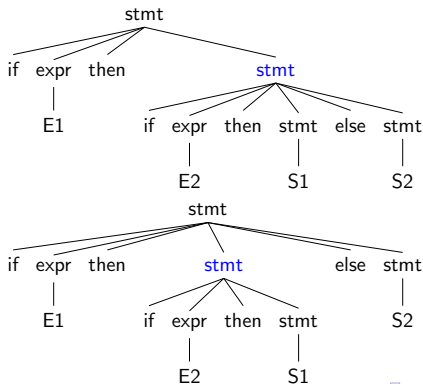 stmt
if expr then stmt
E1 if expr then stmt else stmt
E2 S1 S2
stmt
if expr then stmt else stmt
E1 if expr then stmt S2
E2 S1